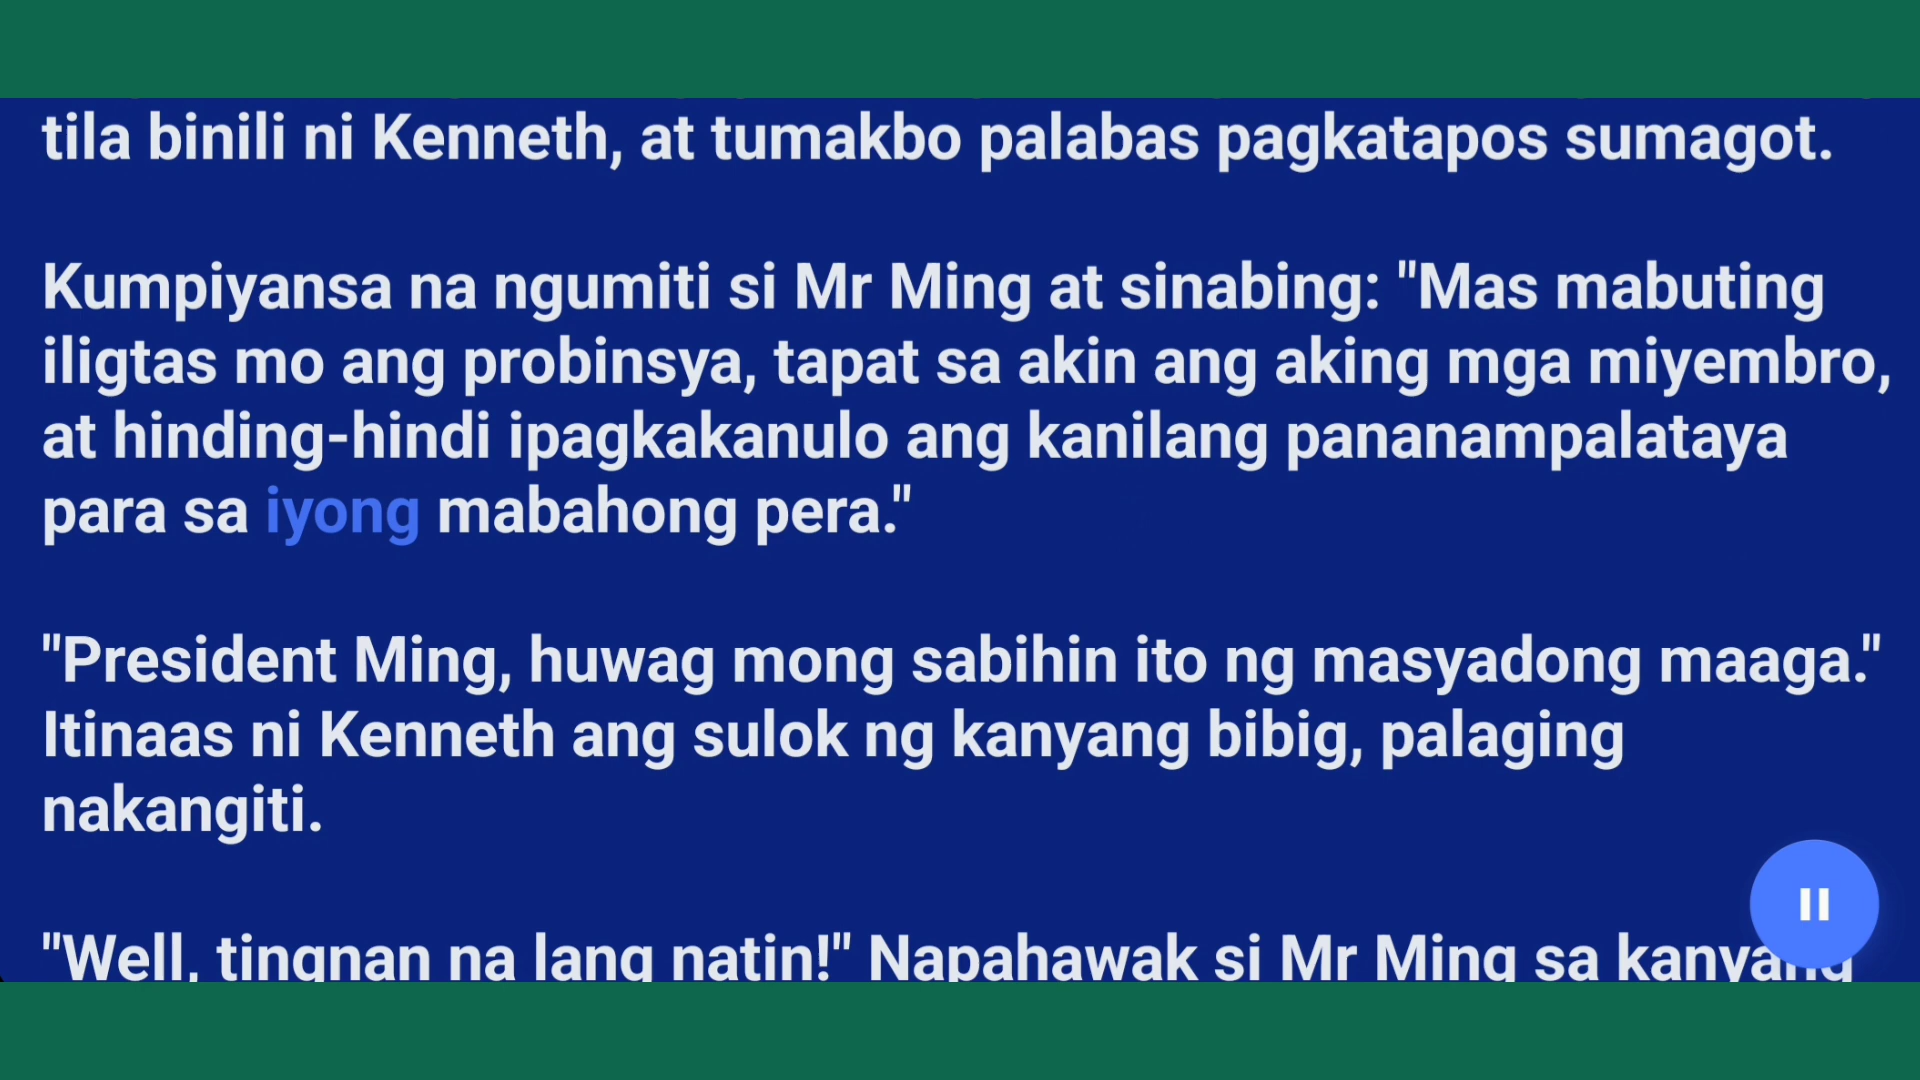 tila binili ni Kenneth, at tumakbo palabas pagkatapos sumagot.
Kumpiyansa na ngumiti si Mr Ming at sinabing: "Mas mabuting
iligtas mo ang probinsya, tapat sa akin ang aking mga miyembro,
at hinding-hindi ipagkakanulo ang kanilang pananampalataya
para sa iyong mabahong pera."
"President Ming, huwag mong sabihin ito ng masyadong maaga."
Itinaas ni Kenneth ang sulok ng kanyang bibig, palaging
nakangiti.
"Well, tingnan na lang natin!" Napahawak si Mr Ming sa kanyang